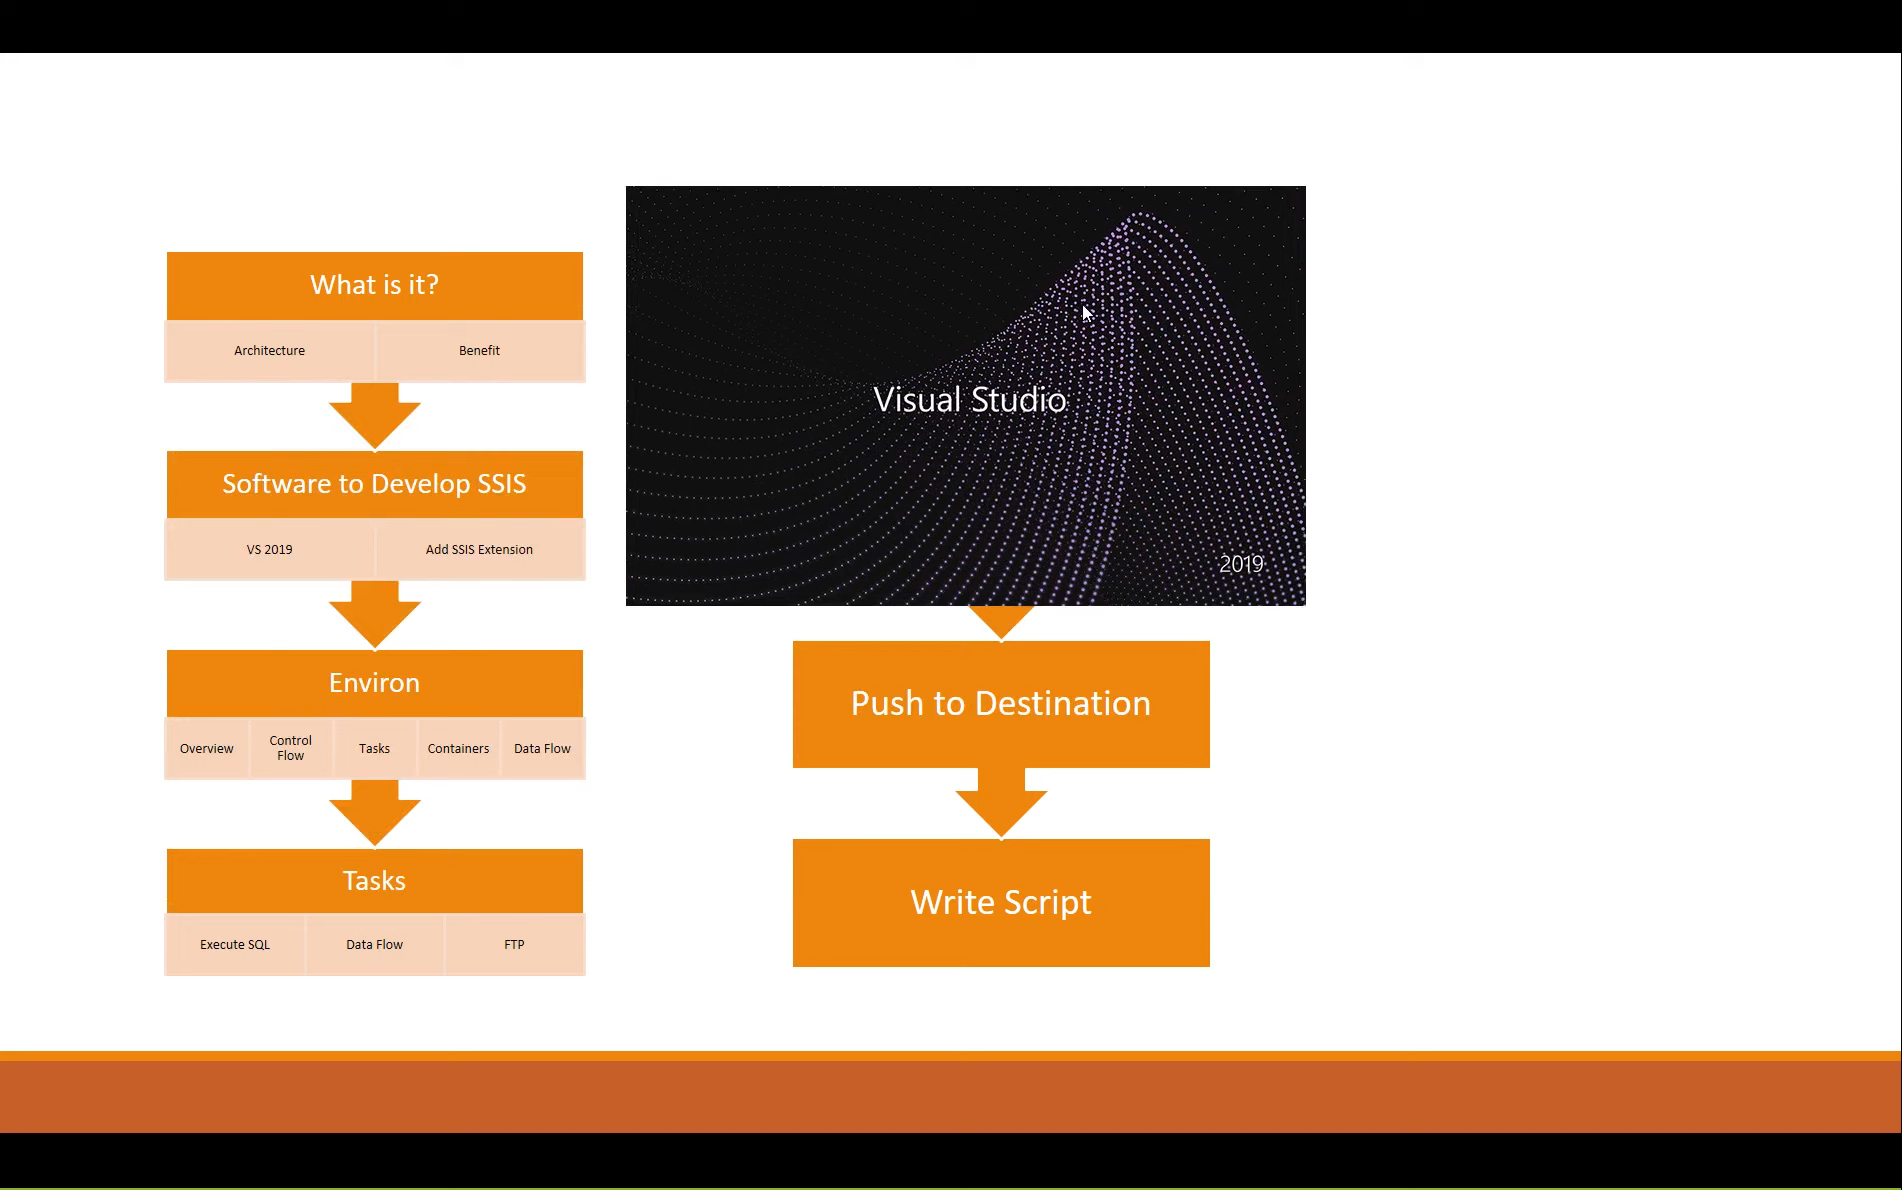 What is it?
Architecture
Benefit
Software to Develop SSIS
VS 2019
Add SSIS Extension
Environ
Overview
Control
Flow
Tasks
Containers
Data Flow
Tasks
Execute SQL
Data Flow
FTP
Visual Studio
2019
Push to Destination
Write Script